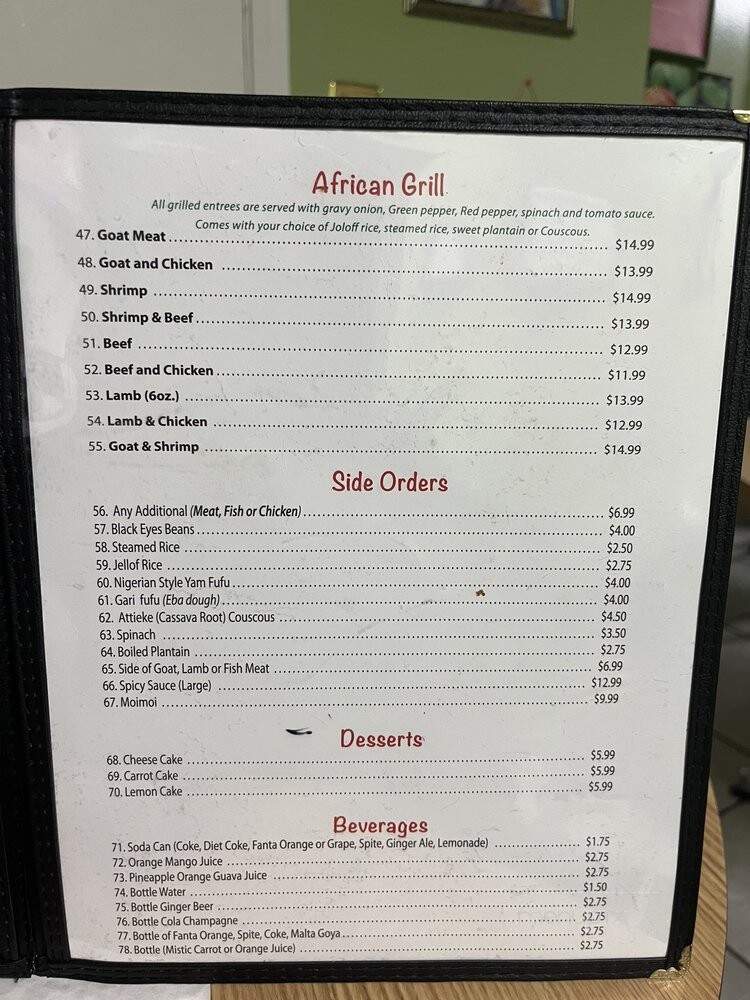 African Grill
All grilled entrees are served with gravy onion, Green pepper, Red pepper, spinach and tomato sauce.
Comes with your choice of Joloff rice, steamed rice, sweet plantain or Couscous.
47. Goat Meat ........ $14.99
48. Goat and Chicken ........ $13.99
49. Shrimp ........ $14.99
50. Shrimp & Beef ........ $13.99
51. Beef ........ $12.99
52. Beef and Chicken ........ $11.99
53. Lamb (6oz.) ........ $13.99
54. Lamb & Chicken ........ $12.99
55. Goat & Shrimp ........ $14.99
Side Orders
56. Any Additional (Meat, Fish or Chicken) ........ $6.99
57. Black Eyes Beans ........ $4.00
58. Steamed Rice ........ $2.50
59. Jellof Rice ........ $2.75
60. Nigerian Style Yam Fufu ........ $4.00
61. Gari fufu (Eba dough) ........ $4.00
62. Attieke (Cassava Root) Couscous ........ $4.50
63. Spinach ........ $3.50
64. Boiled Plantain ........ $2.75
65. Side of Goat, Lamb or Fish Meat ........ $6.99
66. Spicy Sauce (Large) ........ $12.99
67. Moimoi ........ $9.99
Desserts
68. Cheese Cake ........ $5.99
69. Carrot Cake ........ $5.99
70. Lemon Cake ........ $5.99
Beverages
71. Soda Can (Coke, Diet Coke, Fanta Orange or Grape, Spite, Ginger Ale, Lemonade) ........ $1.75
72. Orange Mango Juice ........ $2.75
73. Pineapple Orange Guava Juice ........ $2.75
74. Bottle Water ........ $1.50
75. Bottle Ginger Beer ........ $2.75
76. Bottle Cola Champagne ........ $2.75
77. Bottle of Fanta Orange, Spite, Coke, Malta Goya ........ $2.75
78. Bottle (Mistic Carrot or Orange Juice) ........ $2.75